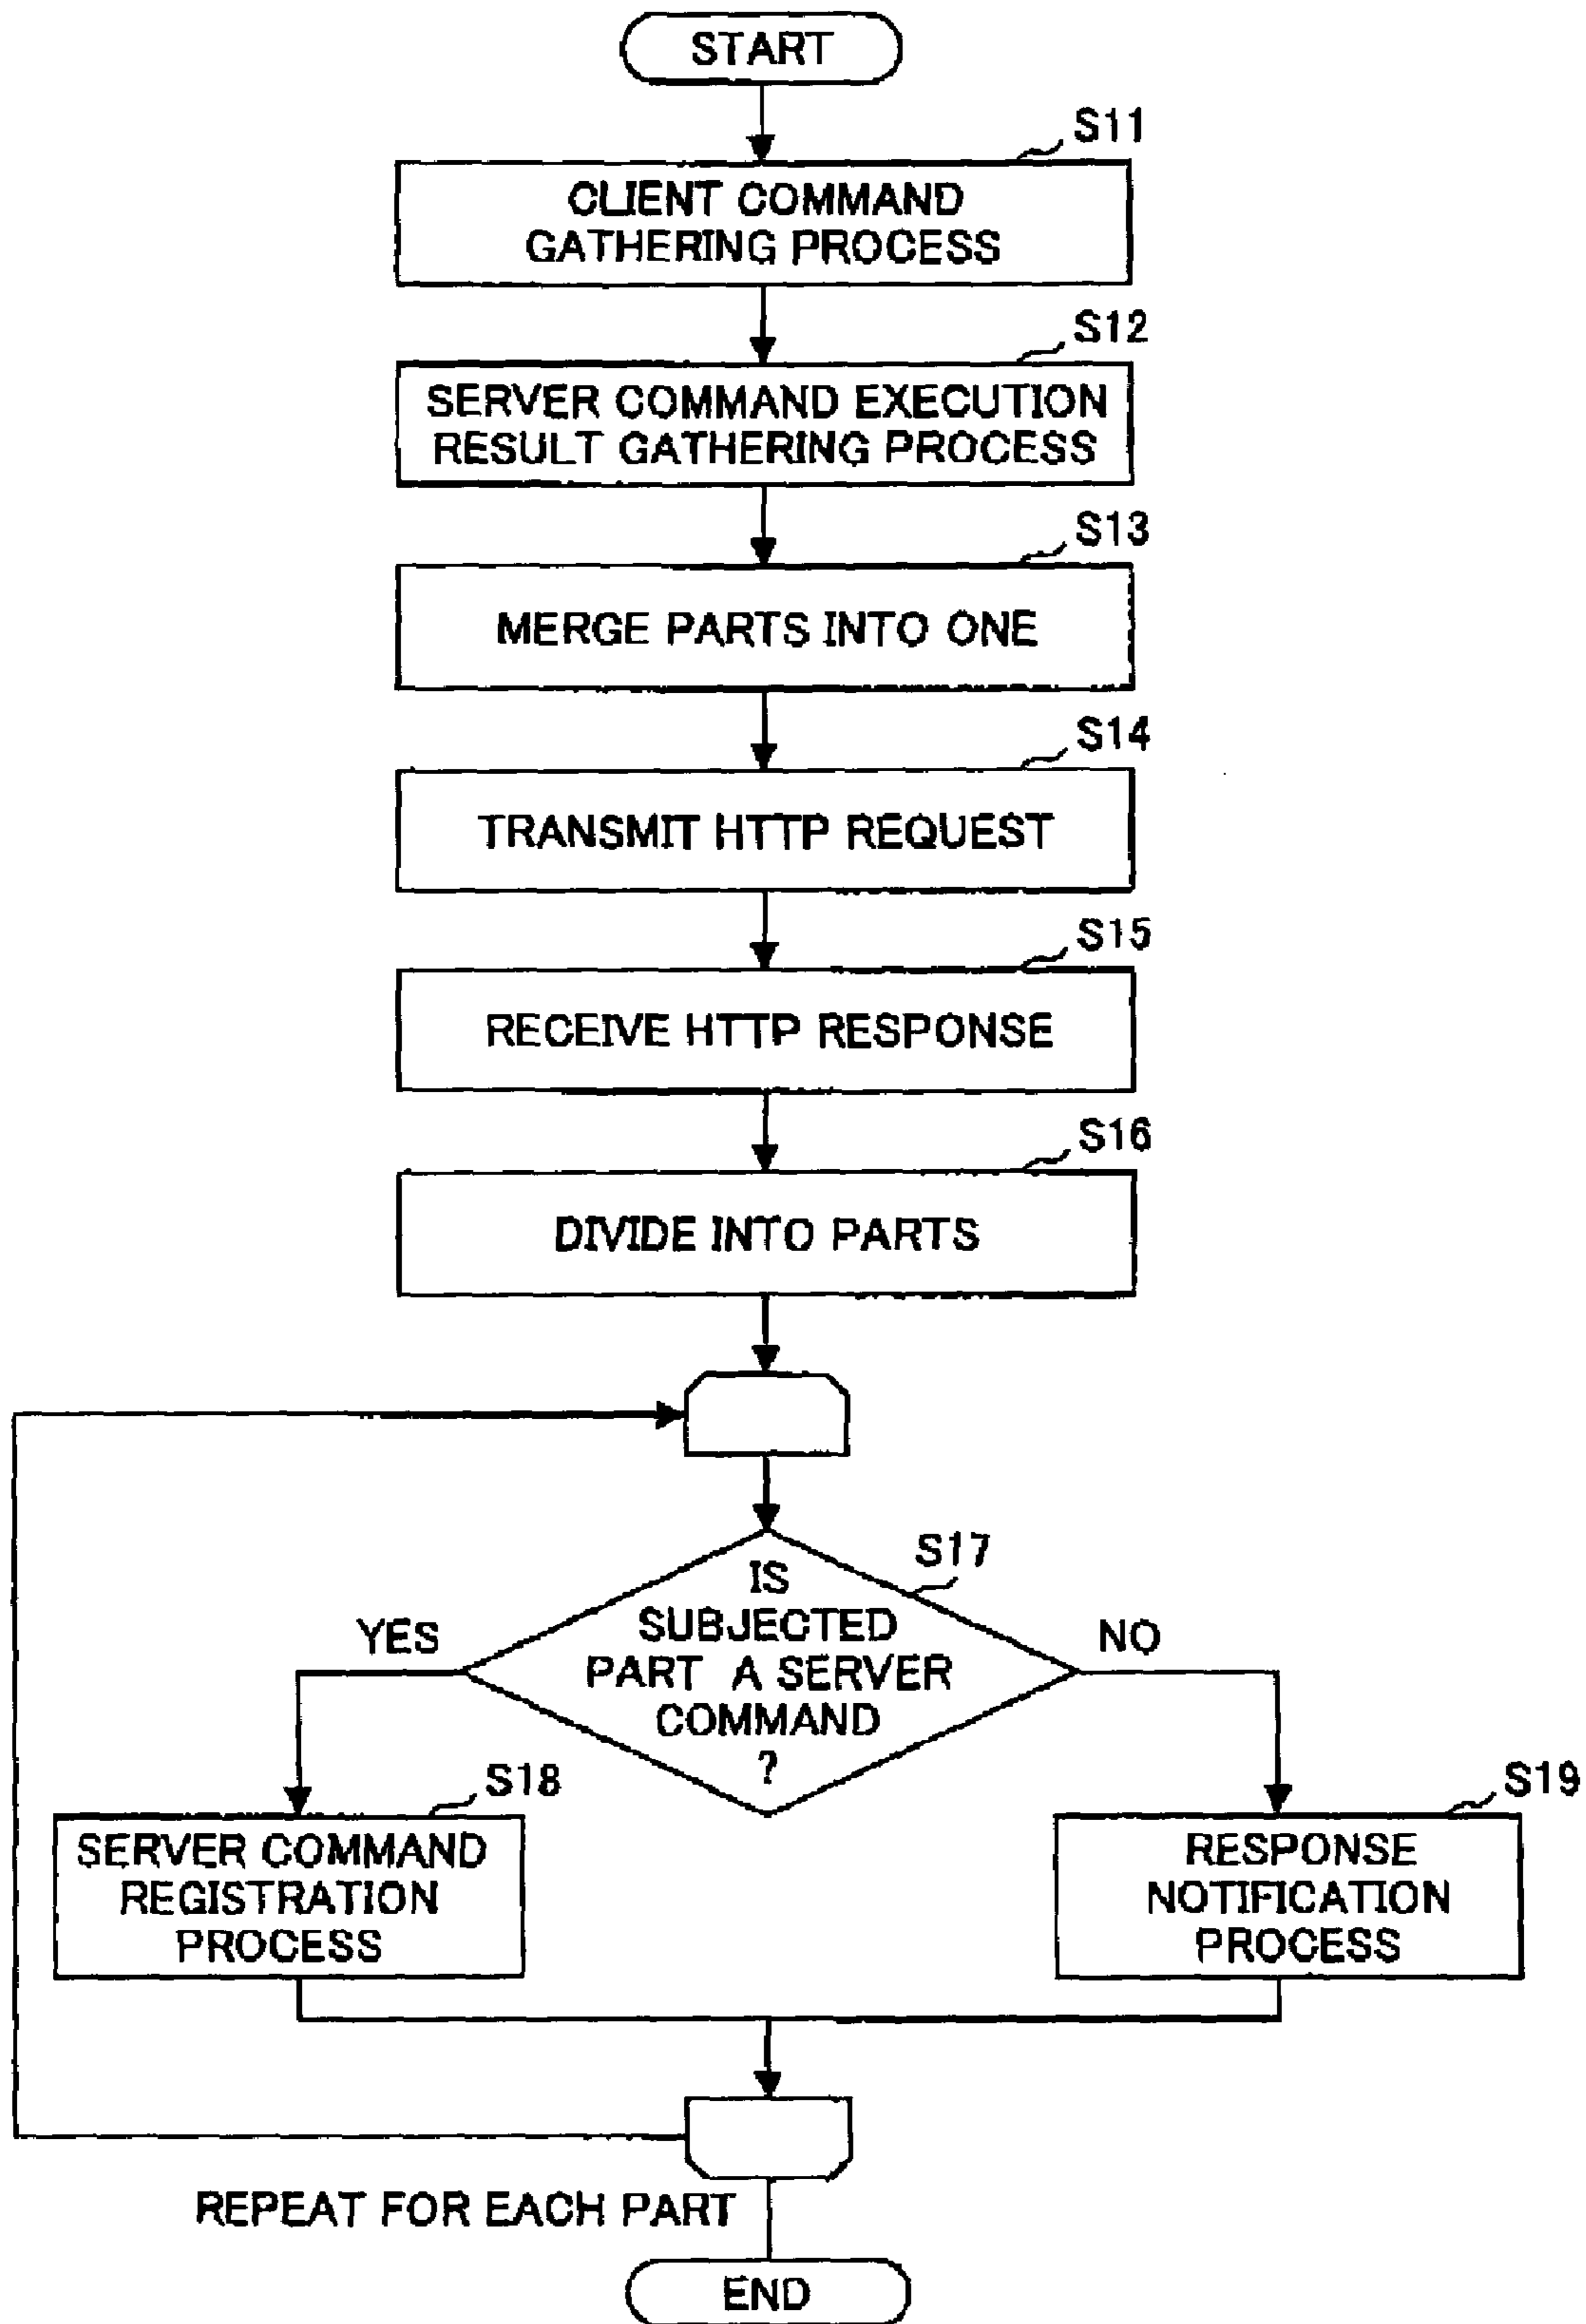 START
S11
CLIENT COMMAND
GATHERING PROCESS
S12
SERVER COMMAND EXECUTION
RESULT GATHERING PROCESS
S13
MERGE PARTS INTO ONE
S14
TRANSMIT HTTP REQUEST
S15
RECEIVE HTTP RESPONSE
S16
DIVIDE INTO PARTS
S17
IS
SUBJECTED
PART A SERVER
COMMAND
?
YES
NO
S18
SERVER COMMAND
REGISTRATION
PROCESS
S19
RESPONSE
NOTIFICATION
PROCESS
REPEAT FOR EACH PART
END